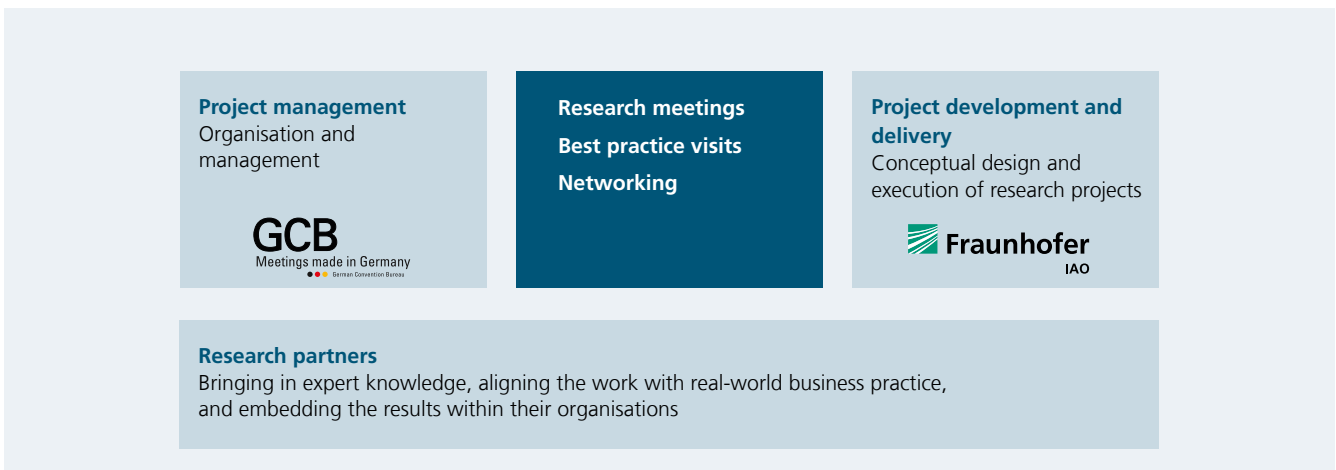 Project management
Organisation and
management
GCB
Meetings made in Germany
German Convention Bureau
Research meetings
Best practice visits
Networking
Project development and
delivery
Conceptual design and
execution of research projects
Fraunhofer
IAO
Research partners
Bringing in expert knowledge, aligning the work with real-world business practice,
and embedding the results within their organisations